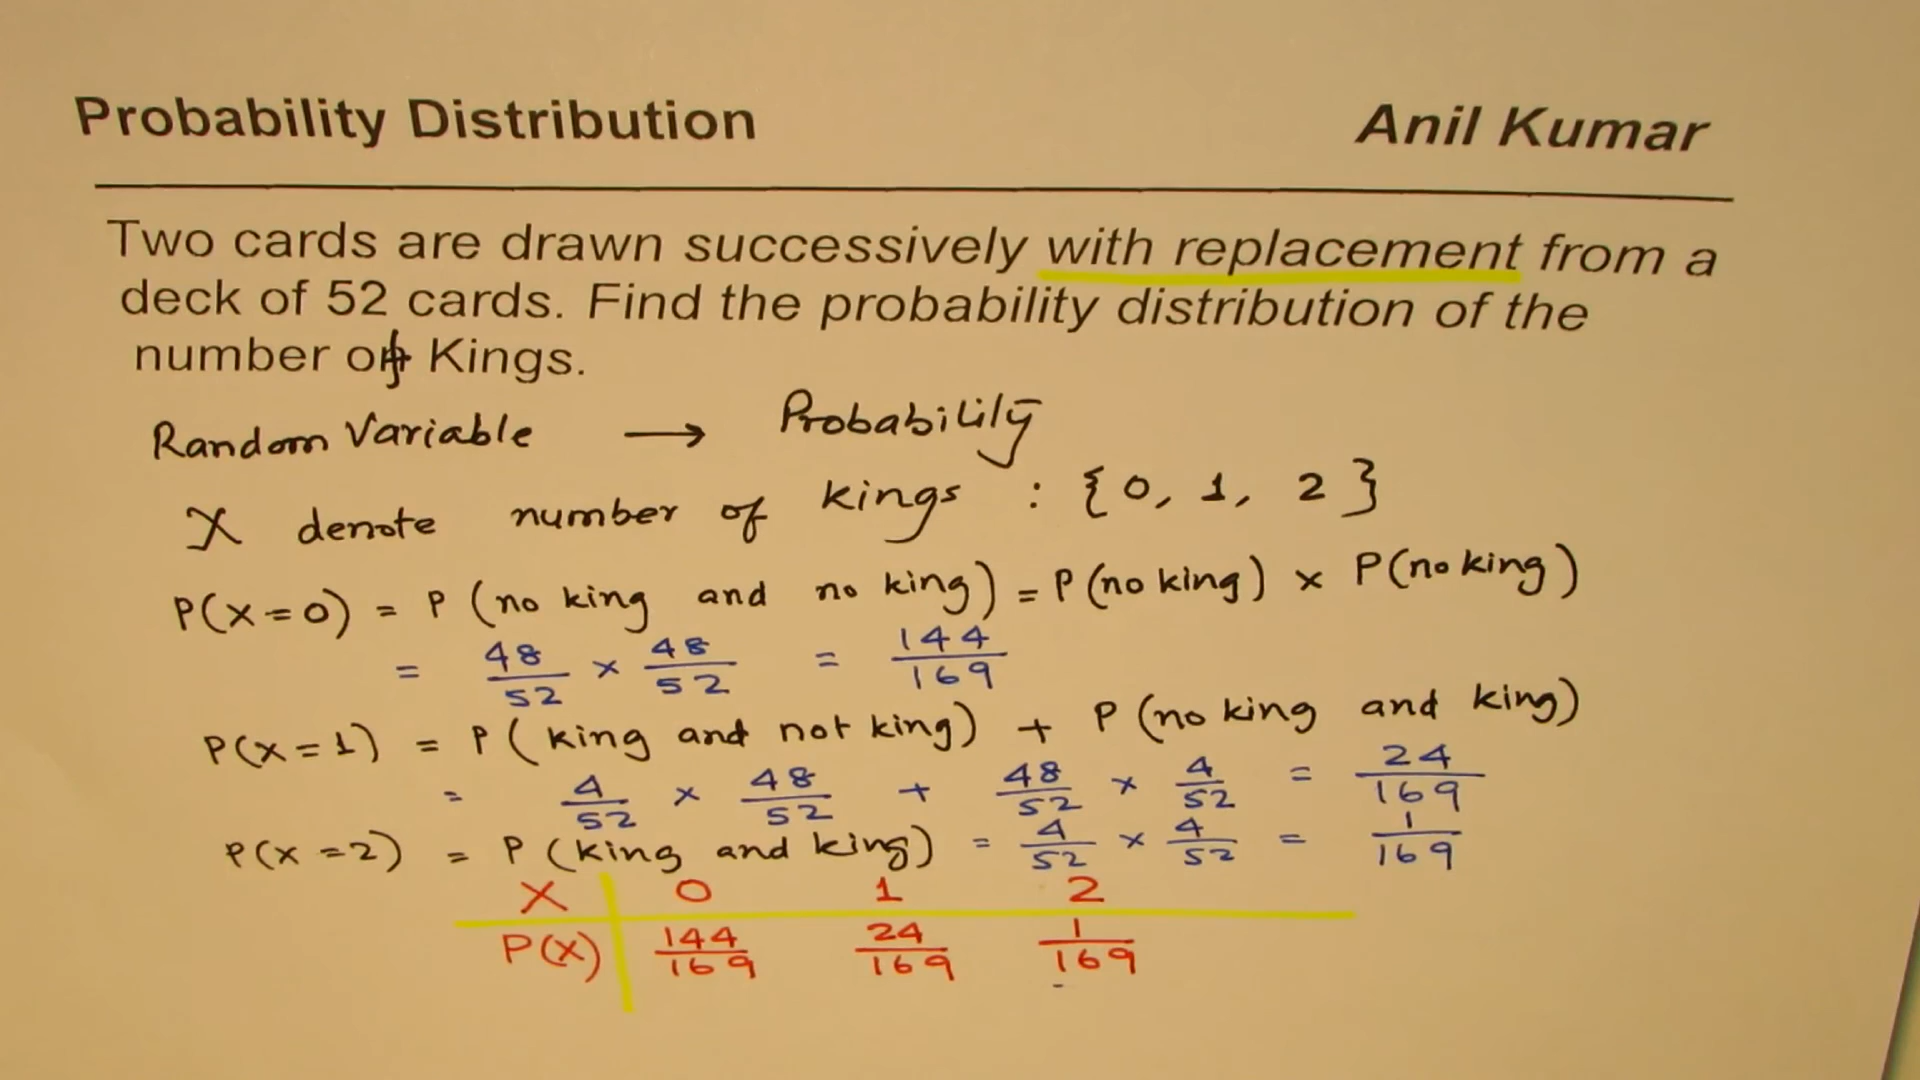 Probability Distribution Anil Kumar
Two cards are drawn successively with replacement from a
deck of 52 cards. Find the probability distribution of the
number of Kings.
Random Variable → Probability
X denote number of kings : {0, 1, 2}
P(X=0) = P (no king and no king) = P(no king) × P(no king)
= 48/52 × 48/52 = 144/169
P(X=1) = P (king and not king) + P (no king and king)
= 4/52 × 48/52 + 48/52 × 4/52 = 24/169
P(X=2) = P (king and king) = 4/52 × 4/52 = 1/169
X 0 1 2
P(X) 144/169 24/169 1/169